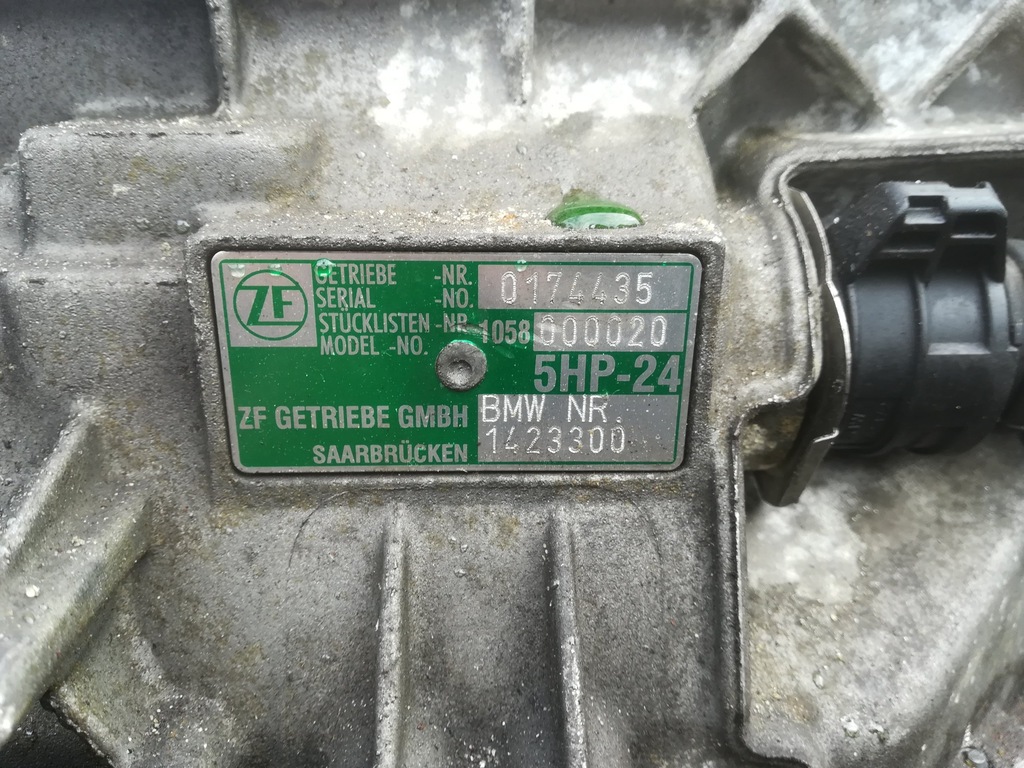 ZF
GETRIEBE -NR. 0174435
SERIAL -NO.
STÜCKLISTEN -NR. 1058 000020
MODEL -NO.
5HP-24
ZF GETRIEBE GMBH BMW NR.
SAARBRÜCKEN 1423300